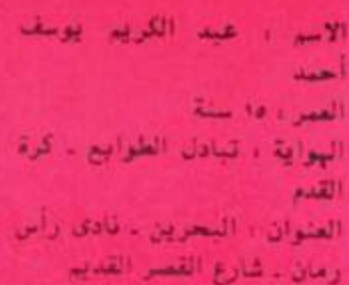 الاسم : عبد الكريم يوسف
أحمد
العمر : ١٥ سنة
الهواية : تبادل الطوابع - كرة
القدم
العنوان : البحرين - نادى رأس
رمان - شارع القصر القديم